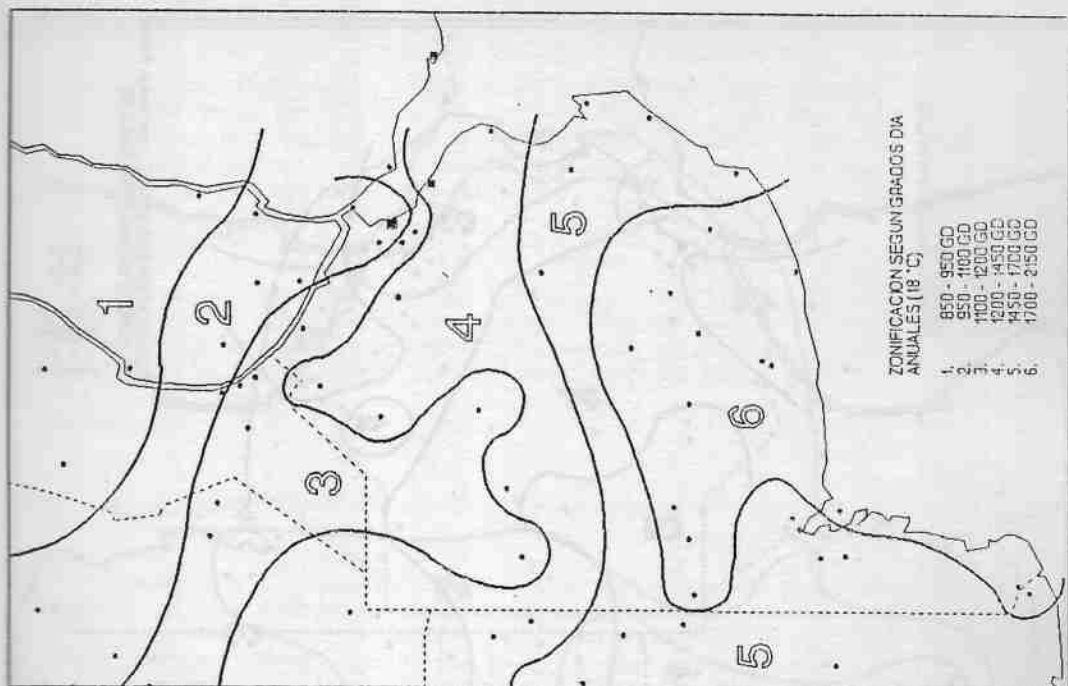 1
2
3
4
5
6
5
ZONIFICACION SEGUN GRADOS DIA
ANUALES (18 °C)
1. 850 - 950 GD
2. 950 - 1100 GD
3. 1100 - 1200 GD
4. 1200 - 1450 GD
5. 1450 - 1700 GD
6. 1700 - 2150 GD